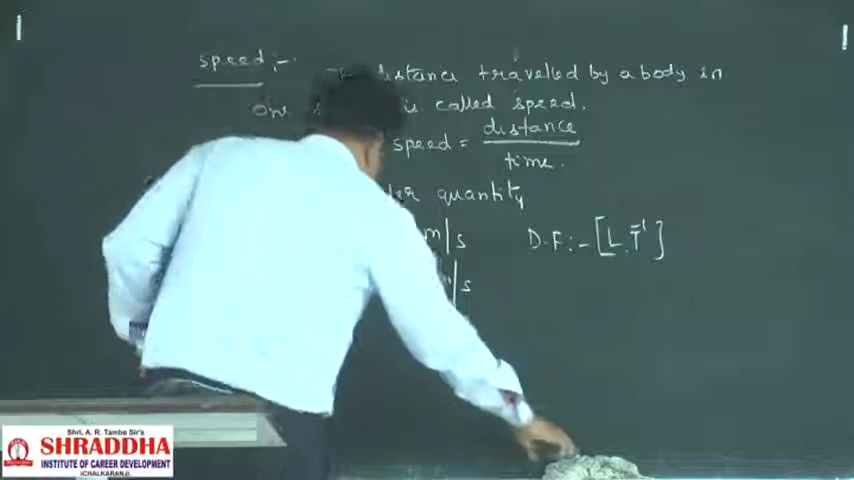 speed :-
distance travelled by a body in
one is called speed.
speed = distance / time.
quantity
m/s D.F :- [L T⁻¹]
/s
Shri. A. R. Tambe Sir's
SHRADDHA
INSTITUTE OF CAREER DEVELOPMENT
ICHALKARANJI.